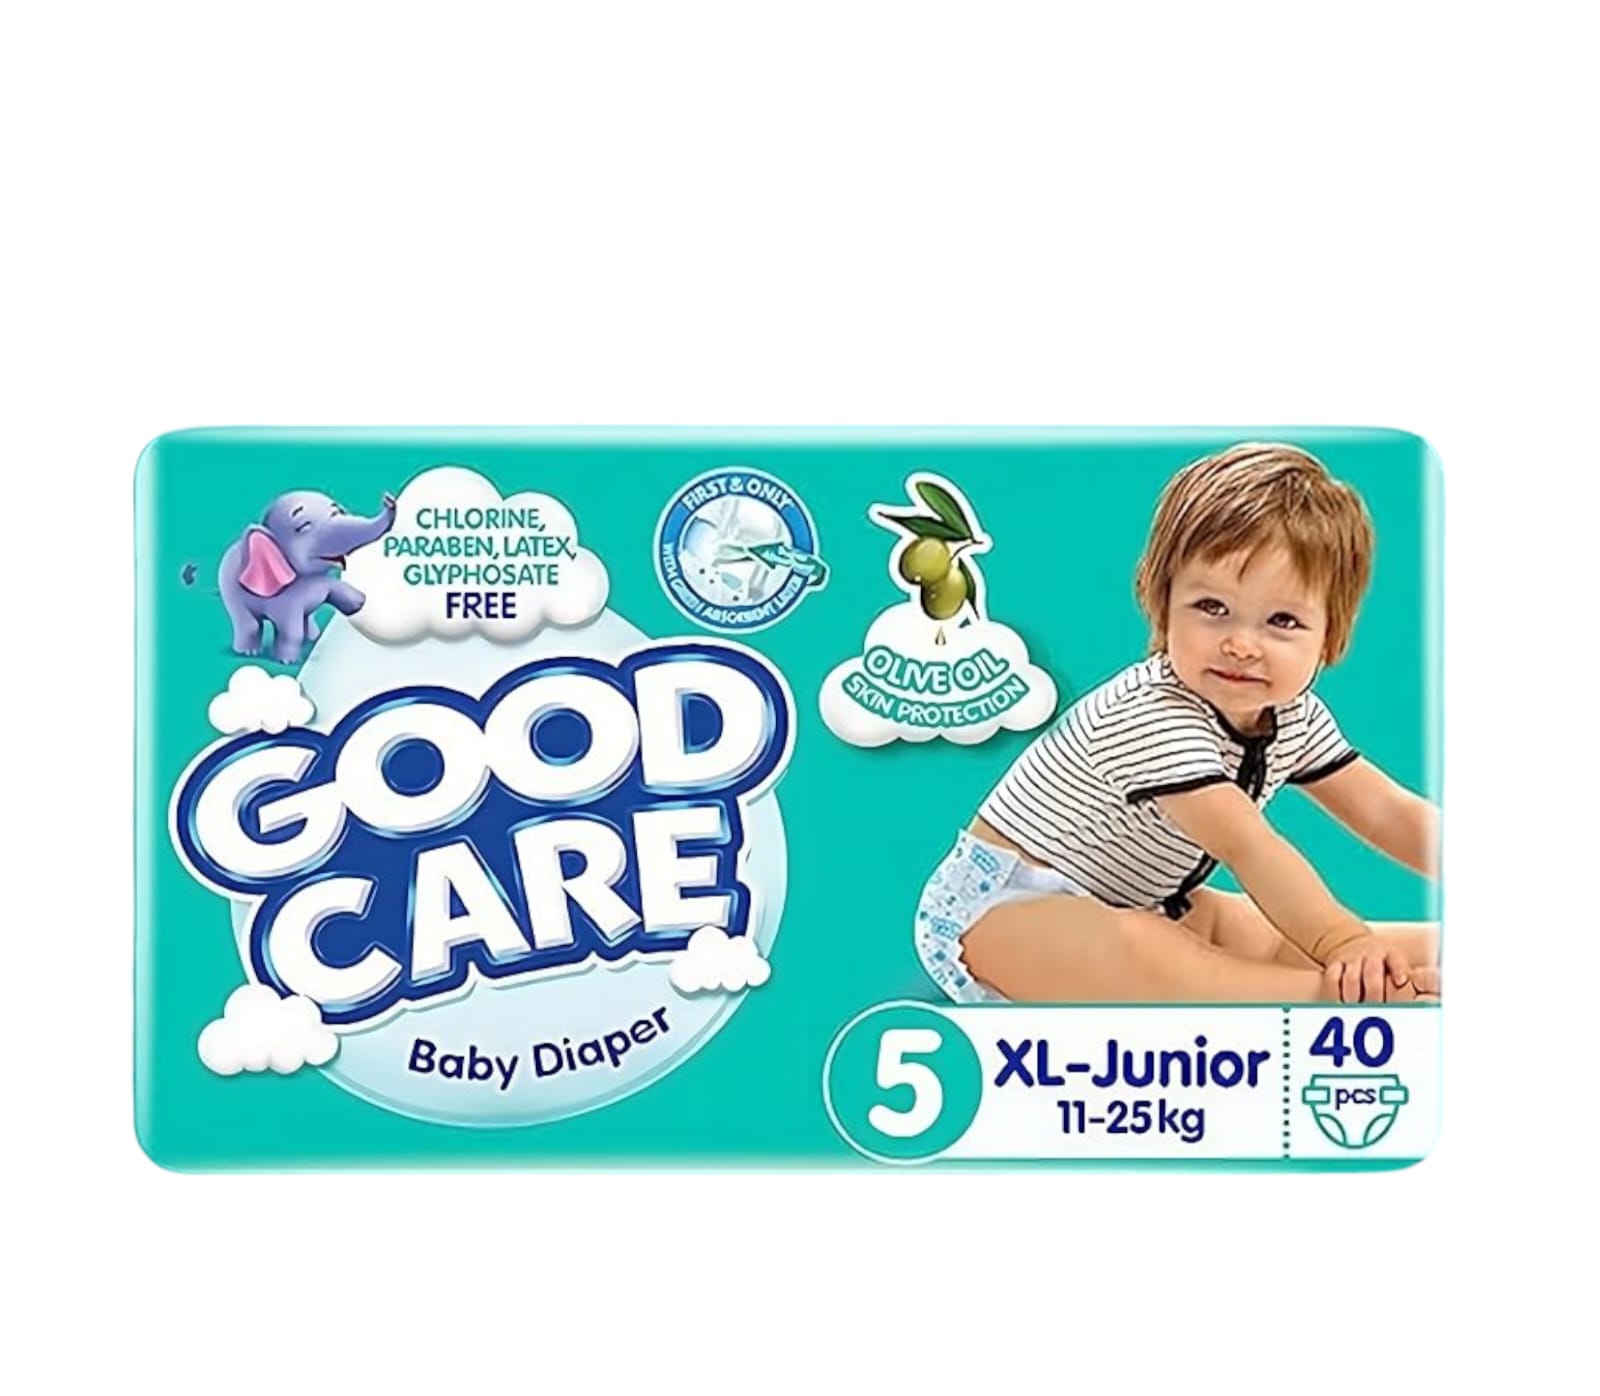 CHLORINE,
PARABEN, LATEX,
GLYPHOSATE
FREE
FIRST & ONLY
ABSORBENT
OLIVE OIL
SKIN PROTECTION
GOOD
CARE
Baby Diaper
5
XL-Junior
11-25kg
40
pcs